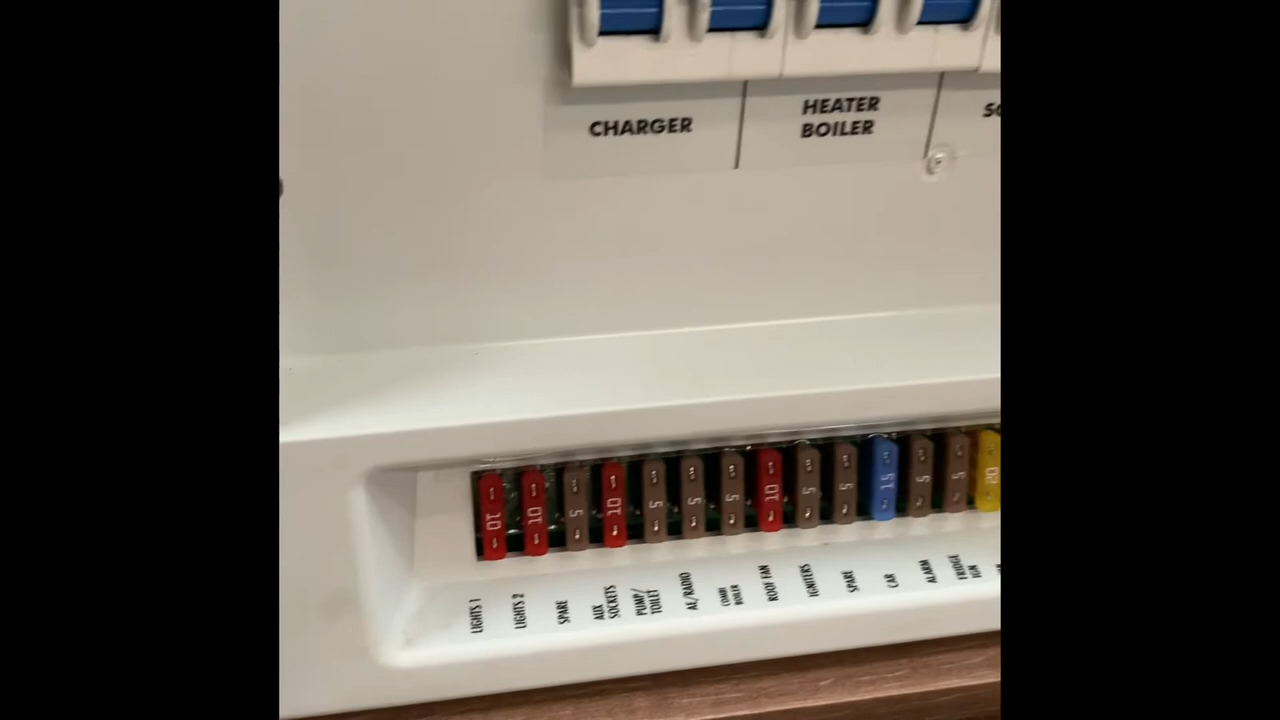 CHARGER
HEATER
BOILER
10
10
5
10
5
5
5
10
5
5
15
5
5
20
LIGHTS 1
LIGHTS 2
SPARE
AUX
SOCKETS
PUMP/
TOILET
AE/RADIO
COMBI
BOILER
ROOF FAN
IGNITERS
SPARE
CAR
ALARM
FRIDGE
IGN